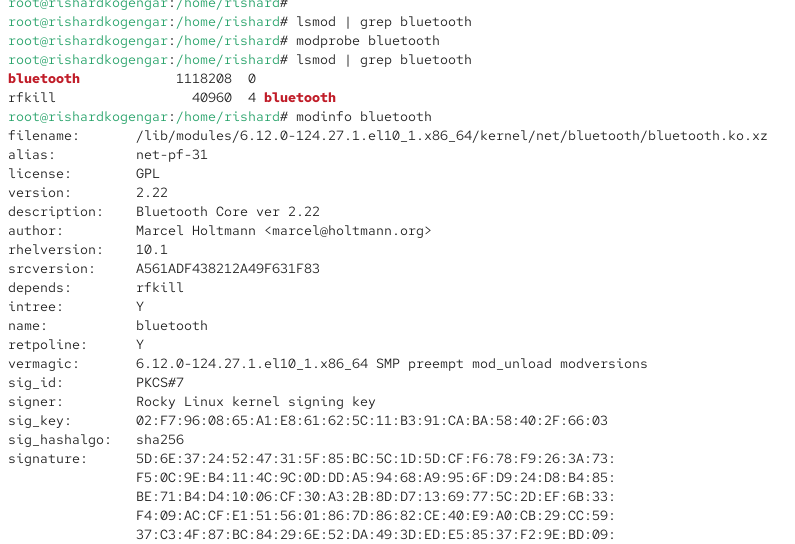 root@rishardkogengar:/home/rishard#
root@rishardkogengar:/home/rishard# lsmod | grep bluetooth
root@rishardkogengar:/home/rishard# modprobe bluetooth
root@rishardkogengar:/home/rishard# lsmod | grep bluetooth
bluetooth            1118208  0
rfkill                 40960  4 bluetooth
root@rishardkogengar:/home/rishard# modinfo bluetooth
filename:       /lib/modules/6.12.0-124.27.1.el10_1.x86_64/kernel/net/bluetooth/bluetooth.ko.xz
alias:          net-pf-31
license:        GPL
version:        2.22
description:    Bluetooth Core ver 2.22
author:         Marcel Holtmann <marcel@holtmann.org>
rhelversion:    10.1
srcversion:     A561ADF438212A49F631F83
depends:        rfkill
intree:         Y
name:           bluetooth
retpoline:      Y
vermagic:       6.12.0-124.27.1.el10_1.x86_64 SMP preempt mod_unload modversions
sig_id:         PKCS#7
signer:         Rocky Linux kernel signing key
sig_key:        02:F7:96:08:65:A1:E8:61:62:5C:11:B3:91:CA:BA:58:40:2F:66:03
sig_hashalgo:   sha256
signature:      5D:6E:37:24:52:47:31:5F:85:BC:5C:1D:5D:CF:F6:78:F9:26:3A:73:
                F5:0C:9E:B4:11:4C:9C:0D:DD:A5:94:68:A9:95:6F:D9:24:D8:B4:85:
                BE:71:B4:D4:10:06:CF:30:A3:2B:8D:D7:13:69:77:5C:2D:EF:6B:33:
                F4:09:AC:CF:E1:51:56:01:86:7D:86:82:CE:40:E9:A0:CB:29:CC:59:
                37:C3:4F:87:BC:84:29:6E:52:DA:49:3D:ED:E5:85:37:F2:9E:BD:09: